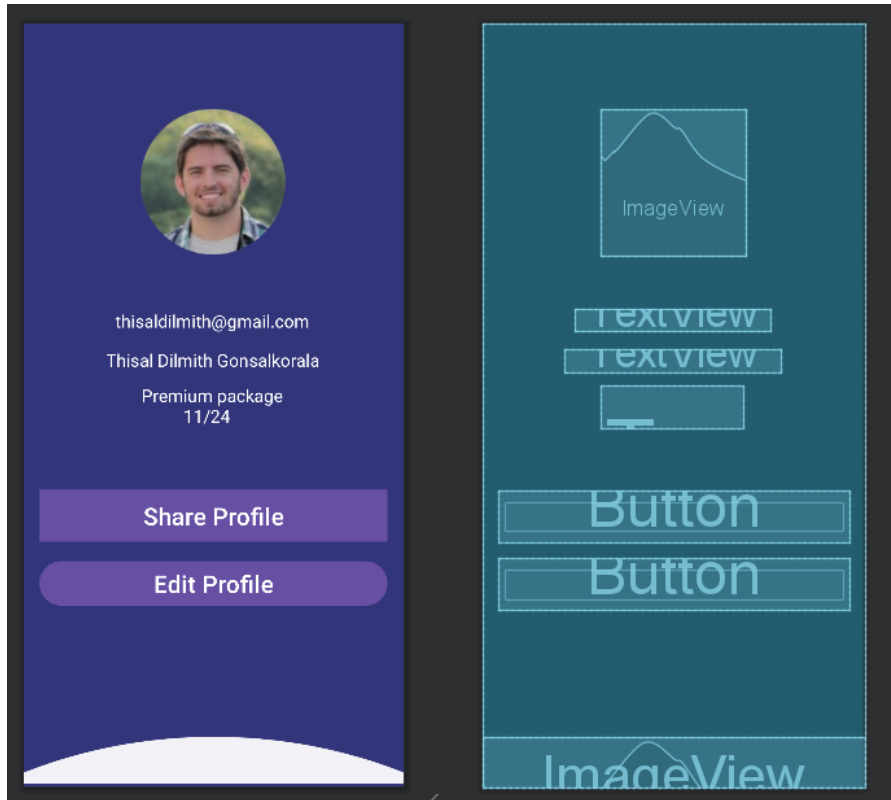 thisaldilmith@gmail.com
Thisal Dilmith Gonsalkorala
Premium package
11/24
Share Profile
Edit Profile
ImageView
TextView
TextView
Button
Button
ImageView